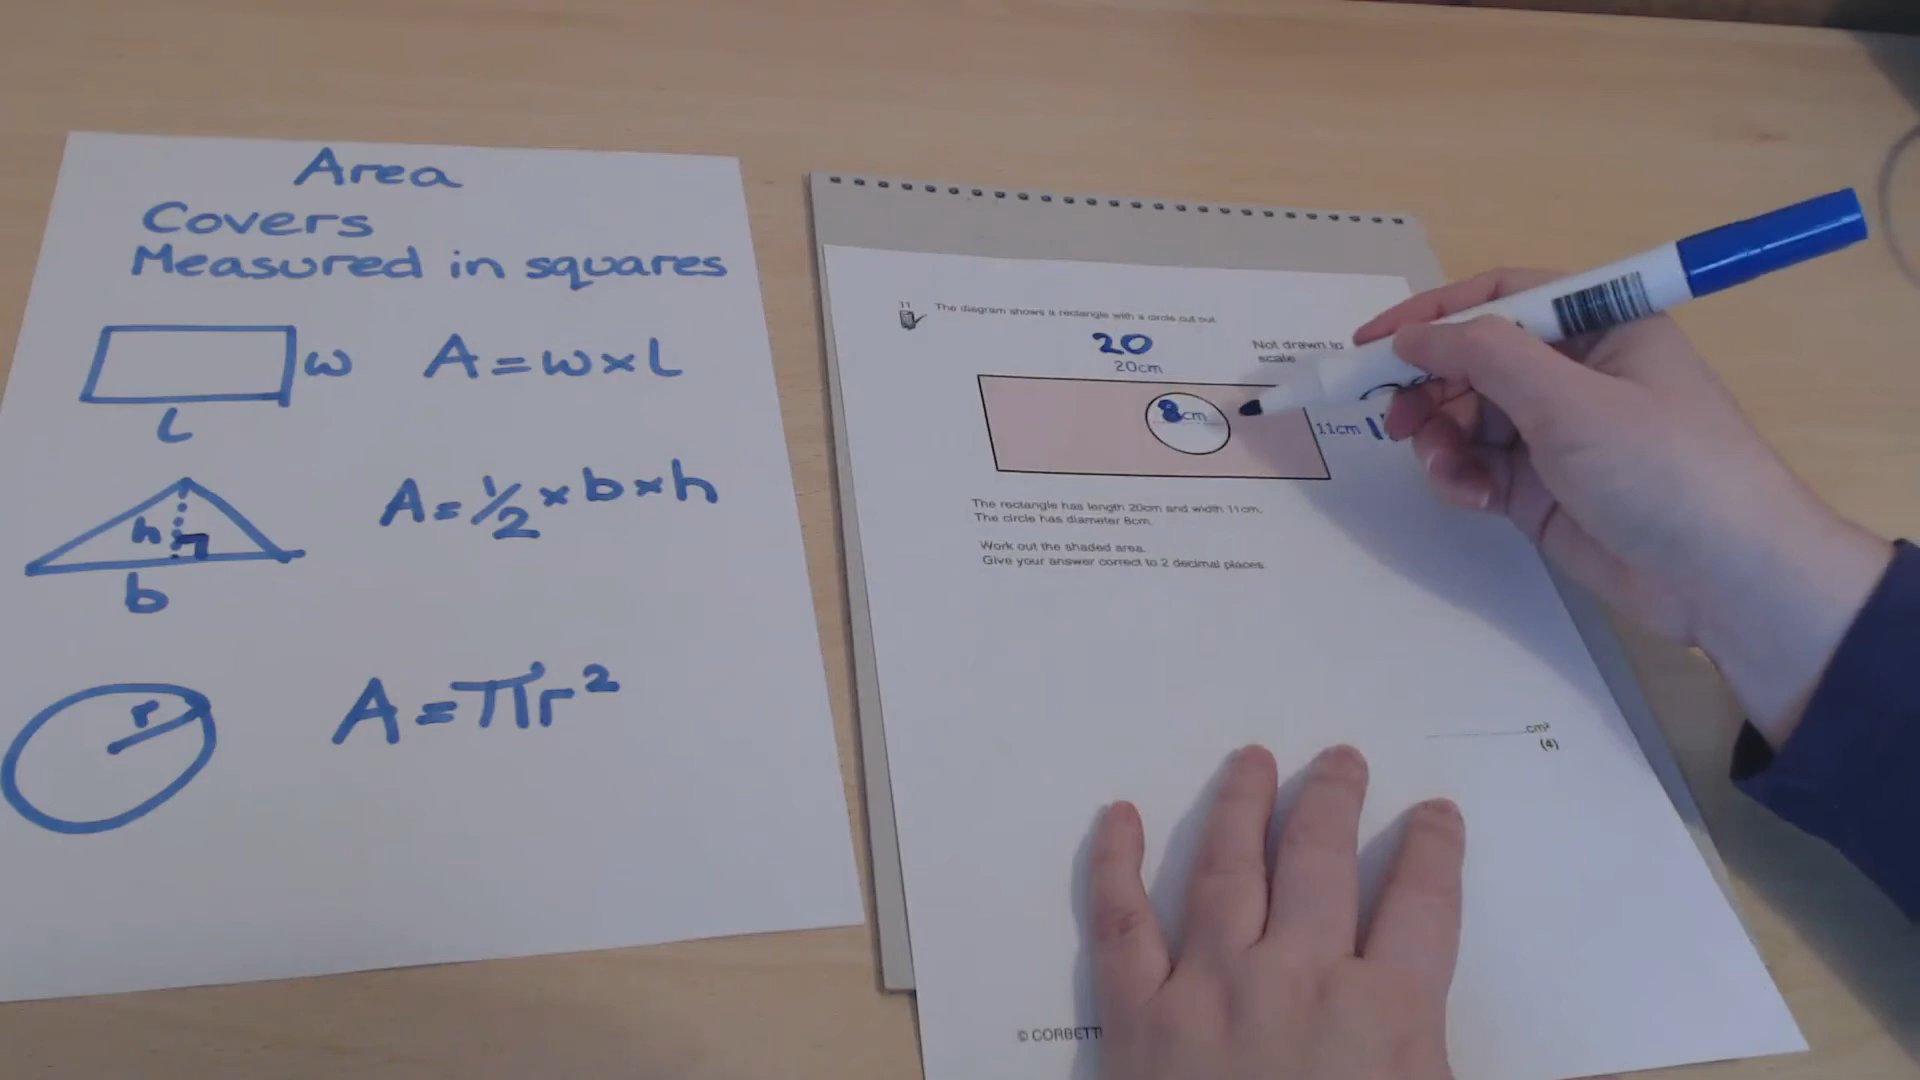 Area
Covers
Measured in squares
w
A = w x L
L
h
A = 1/2 x b x h
b
r
A = πr²
11
The diagram shows a rectangle with a circle cut out.
20
Not drawn to
scale
20cm
8cm
11cm
The rectangle has length 20cm and width 11cm.
The circle has diameter 8cm.
Work out the shaded area.
Give your answer correct to 2 decimal places.
cm²
(4)